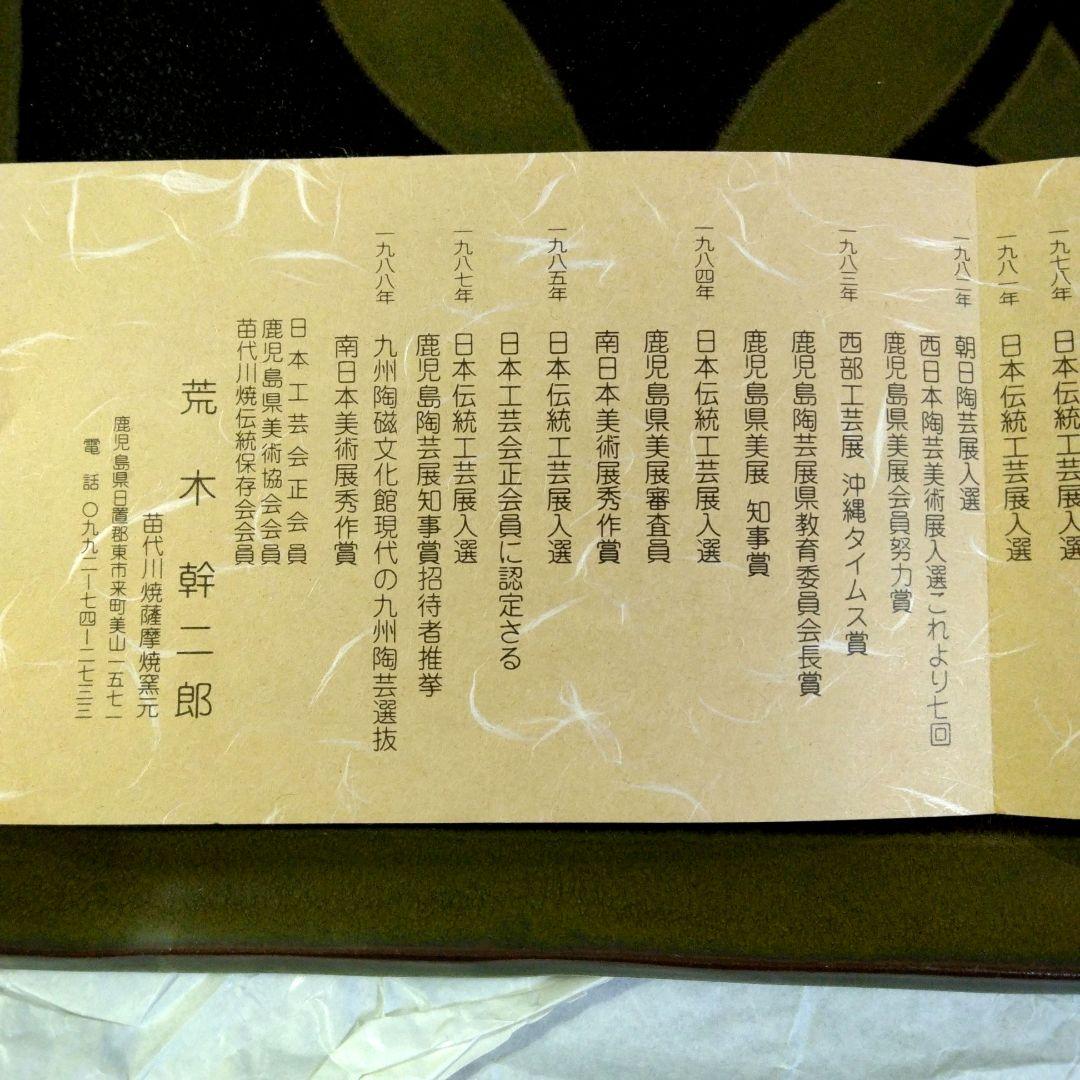 一九七八年 日本伝統工芸展入選
一九八一年 日本伝統工芸展入選
一九八二年 朝日陶芸展入選
西日本陶芸美術展入選これより七回
鹿児島県美展会員努力賞
一九八三年 西部工芸展 沖縄タイムス賞
鹿児島陶芸展県教育委員会長賞
鹿児島県美展 知事賞
一九八四年 日本伝統工芸展入選
鹿児島県美展審査員
南日本美術展秀作賞
一九八五年 日本伝統工芸展入選
日本工芸会正会員に認定さる
一九八七年 日本伝統工芸展入選
鹿児島陶芸展知事賞招待者推挙
一九八八年 九州陶磁文化館現代の九州陶芸選抜
南日本美術展秀作賞
日本工芸会正会員
鹿児島県美術協会会員
苗代川焼伝統保存会会員
荒木幹二郎
苗代川焼薩摩焼窯元
鹿児島県日置郡東市来町美山一五七一
電話〇九九二ー七四ー二七三三